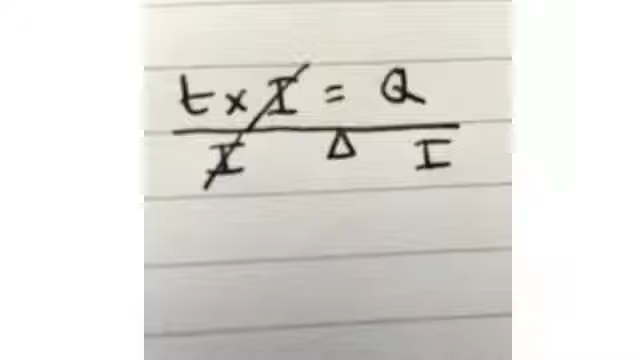 t × I = Q
I Δ I